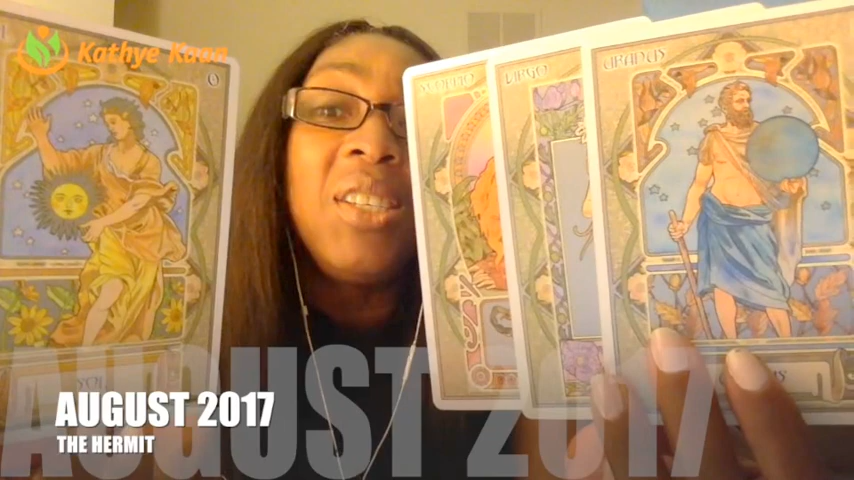 Kathye Kaan
SCORPIO
VIRGO
URANUS
0
SOL
AUGUST 2017
AUGUST 2017
THE HERMIT